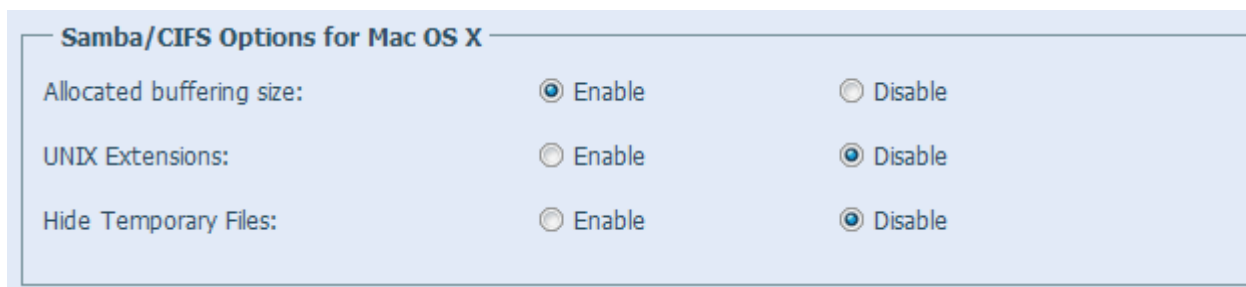 Samba/CIFS Options for Mac OS X
Allocated buffering size: Enable Disable
UNIX Extensions: Enable Disable
Hide Temporary Files: Enable Disable